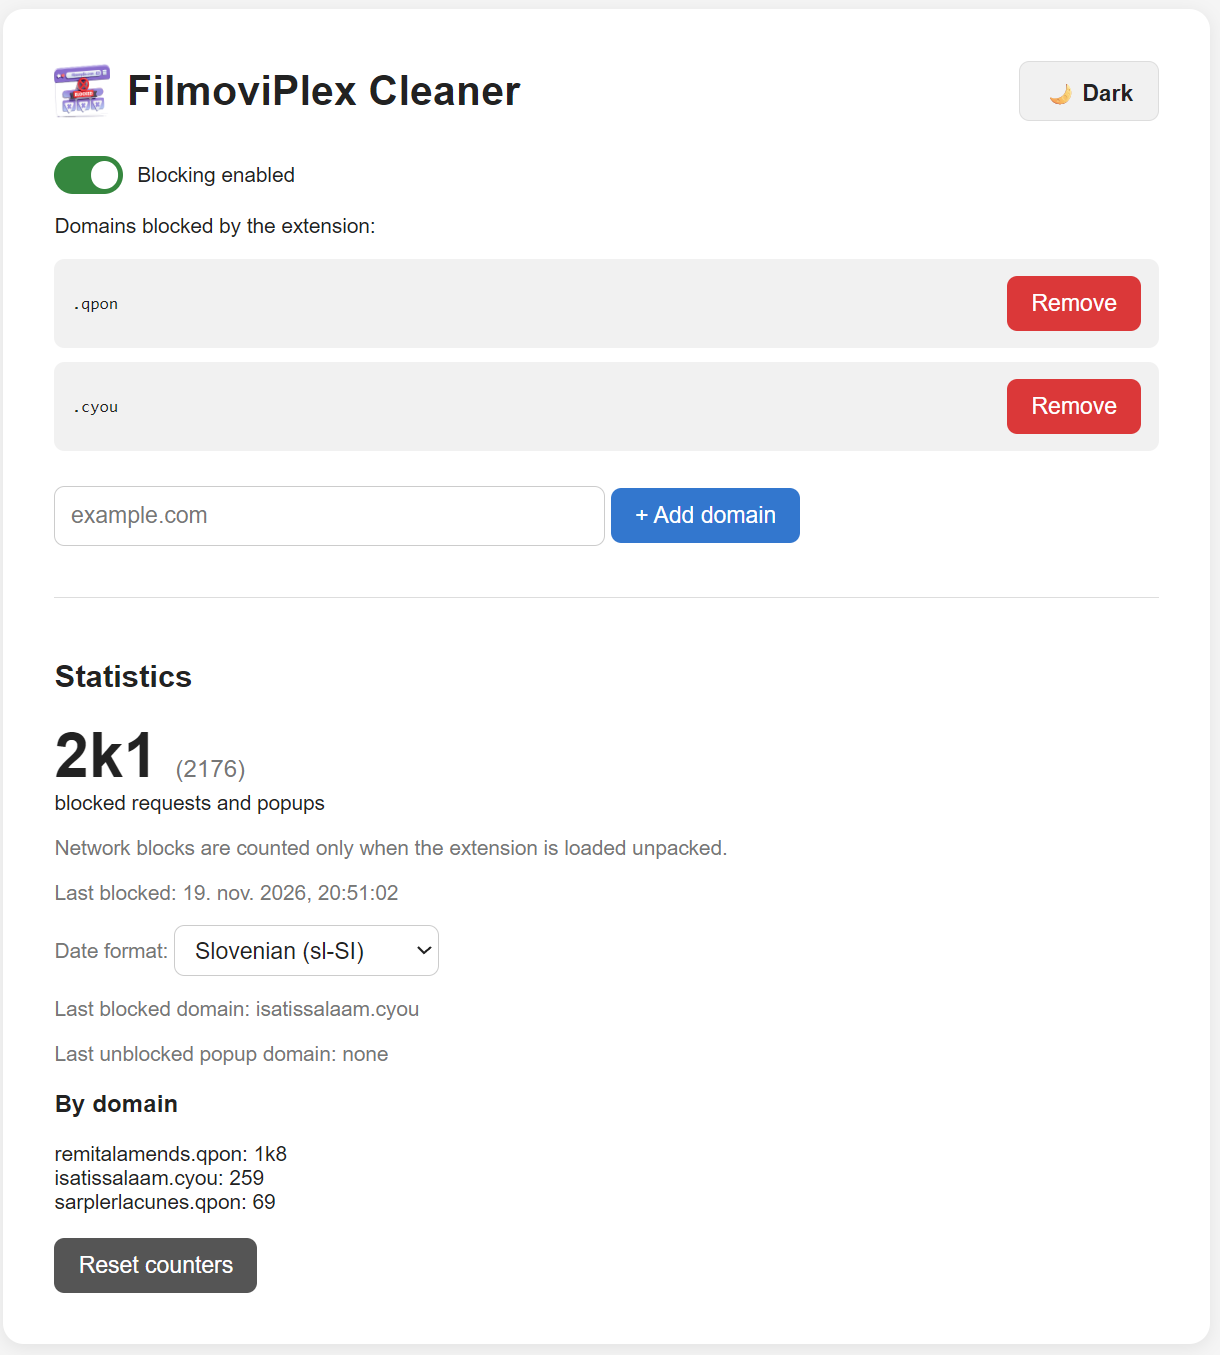 FilmoviPlex Cleaner
Dark
Blocking enabled
Domains blocked by the extension:
.qpon
Remove
.cyou
Remove
example.com
+ Add domain
Statistics
2k1 (2176)
blocked requests and popups
Network blocks are counted only when the extension is loaded unpacked.
Last blocked: 19. nov. 2026, 20:51:02
Date format: Slovenian (sl-SI)
Last blocked domain: isatissalaam.cyou
Last unblocked popup domain: none
By domain
remitalamends.qpon: 1k8
isatissalaam.cyou: 259
sarplerlacunes.qpon: 69
Reset counters